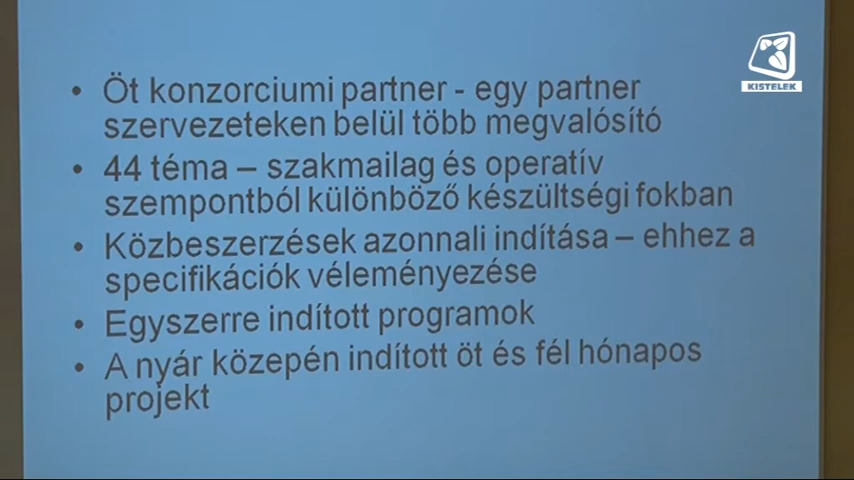 • Öt konzorciumi partner - egy partner
szervezeteken belül több megvalósító
• 44 téma – szakmailag és operatív
szempontból különböző készültségi fokban
• Közbeszerzések azonnali indítása – ehhez a
specifikációk véleményezése
• Egyszerre indított programok
• A nyár közepén indított öt és fél hónapos
projekt
KISTELEK